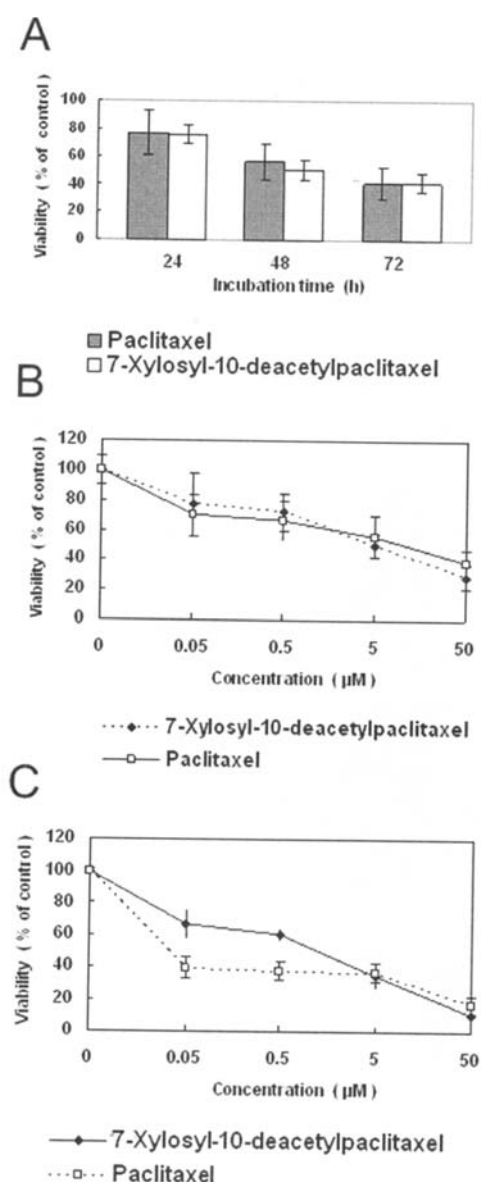 A
Viability ( % of control )
100
80
60
40
20
0
24 48 72
Incubation time (h)
Paclitaxel
7-Xylosyl-10-deacetylpaclitaxel
B
Viability ( % of control)
120
100
80
60
40
20
0
0 0.05 0.5 5 50
Concentration ( µM )
7-Xylosyl-10-deacetylpaclitaxel
Paclitaxel
C
Viability ( % of control)
120
100
80
60
40
20
0
0 0.05 0.5 5 50
Concentration ( µM )
7-Xylosyl-10-deacetylpaclitaxel
Paclitaxel